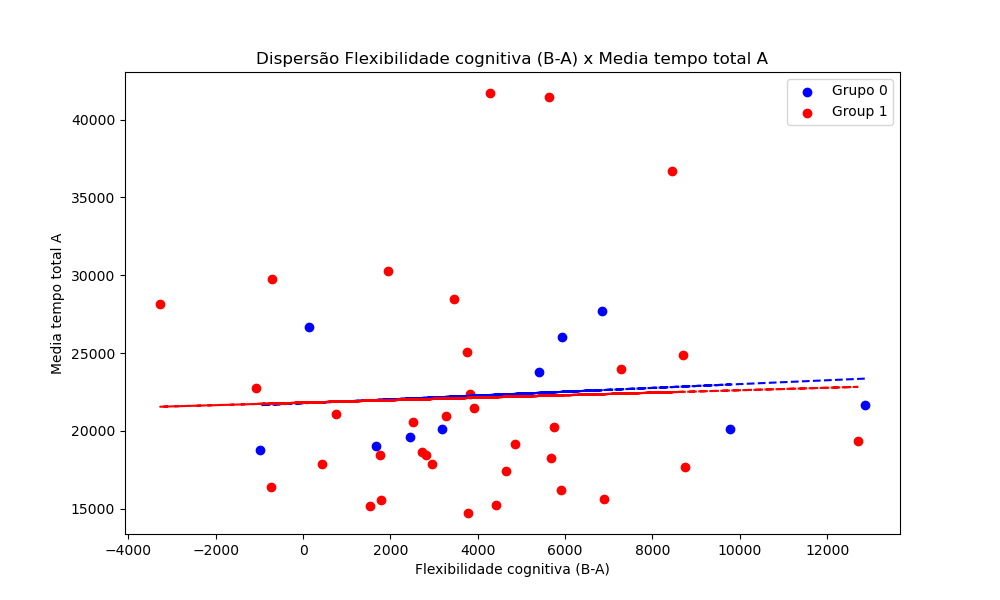 Dispersão Flexibilidade cognitiva (B-A) x Media tempo total A
Grupo 0
Group 1
40000
35000
30000
25000
20000
15000
Media tempo total A
−4000 −2000 0 2000 4000 6000 8000 10000 12000
Flexibilidade cognitiva (B-A)